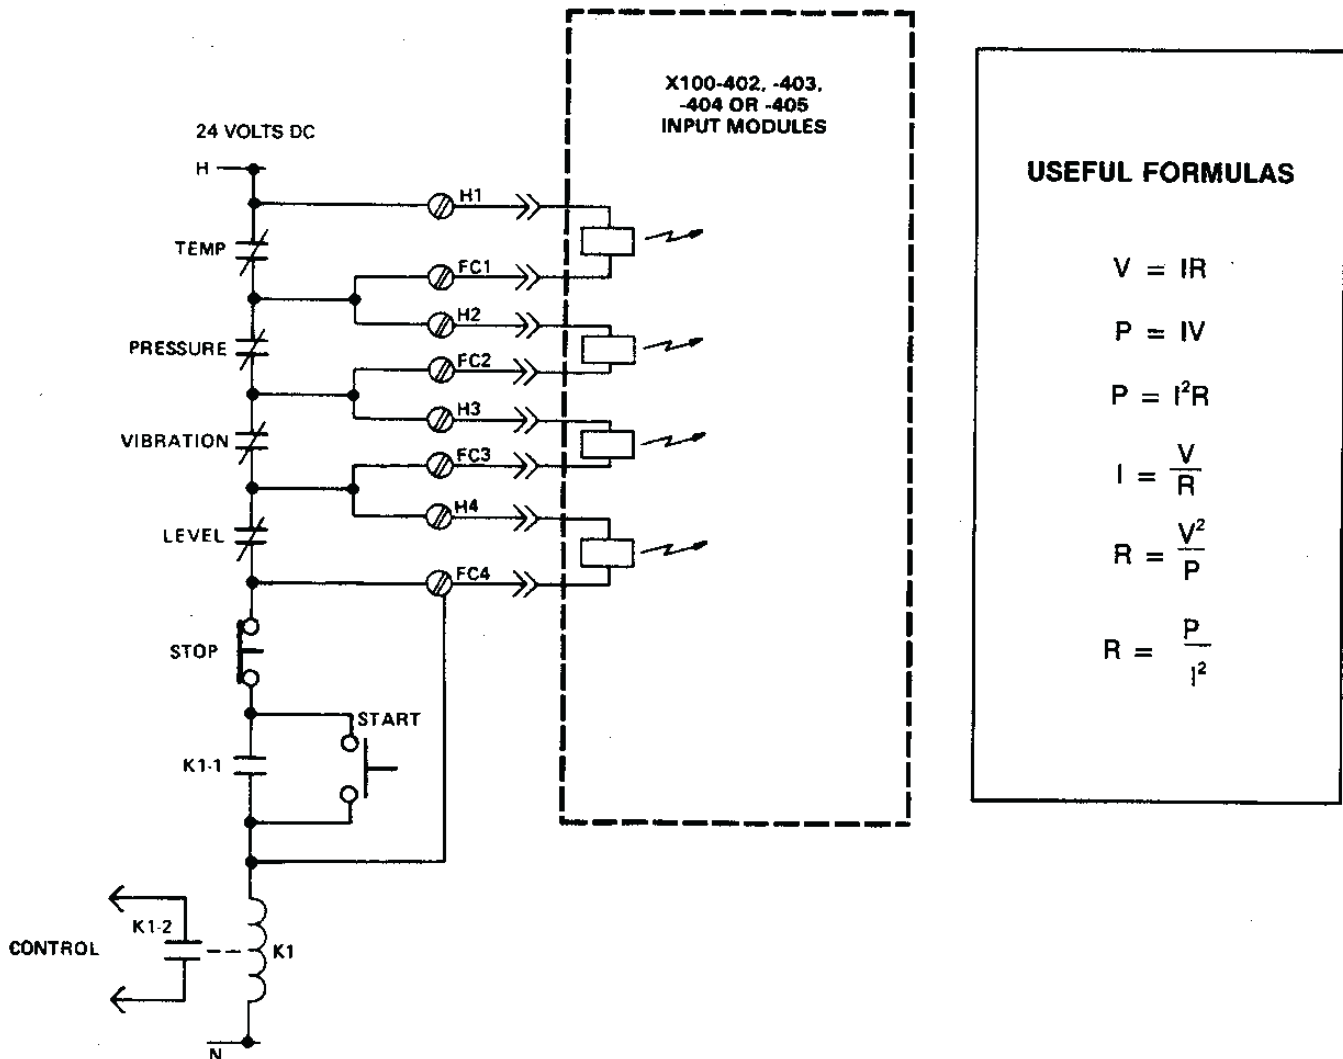 X100-402, -403,
-404 OR -405
INPUT MODULES
24 VOLTS DC
H
H1
TEMP
FC1
H2
PRESSURE
FC2
H3
VIBRATION
FC3
H4
LEVEL
FC4
STOP
START
K1-1
K1-2
CONTROL
K1
N
USEFUL FORMULAS
V = IR
P = IV
P = I²R
I = V/R
R = V²/P
R = P/I²